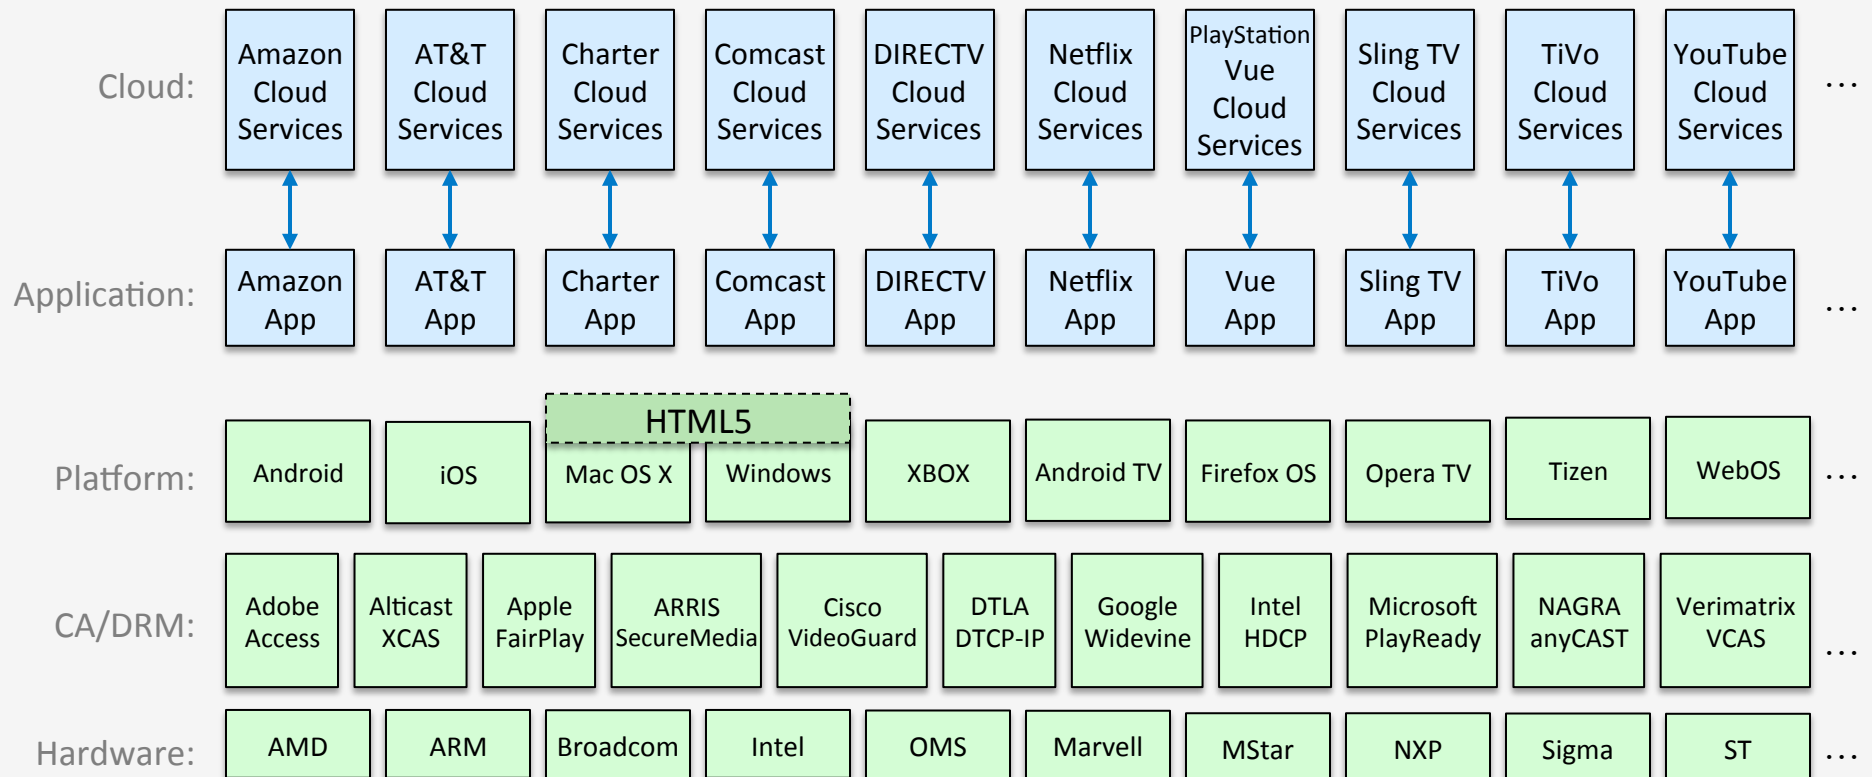 Cloud:
Amazon
Cloud
Services
AT&T
Cloud
Services
Charter
Cloud
Services
Comcast
Cloud
Services
DIRECTV
Cloud
Services
Netflix
Cloud
Services
PlayStation
Vue
Cloud
Services
Sling TV
Cloud
Services
TiVo
Cloud
Services
YouTube
Cloud
Services
...
Application:
Amazon
App
AT&T
App
Charter
App
Comcast
App
DIRECTV
App
Netflix
App
Vue
App
Sling TV
App
TiVo
App
YouTube
App
...
HTML5
Platform:
Android
iOS
Mac OS X
Windows
XBOX
Android TV
Firefox OS
Opera TV
Tizen
WebOS
...
CA/DRM:
Adobe
Access
Alticast
XCAS
Apple
FairPlay
ARRIS
SecureMedia
Cisco
VideoGuard
DTLA
DTCP-IP
Google
Widevine
Intel
HDCP
Microsoft
PlayReady
NAGRA
anyCAST
Verimatrix
VCAS
...
Hardware:
AMD
ARM
Broadcom
Intel
OMS
Marvell
MStar
NXP
Sigma
ST
...